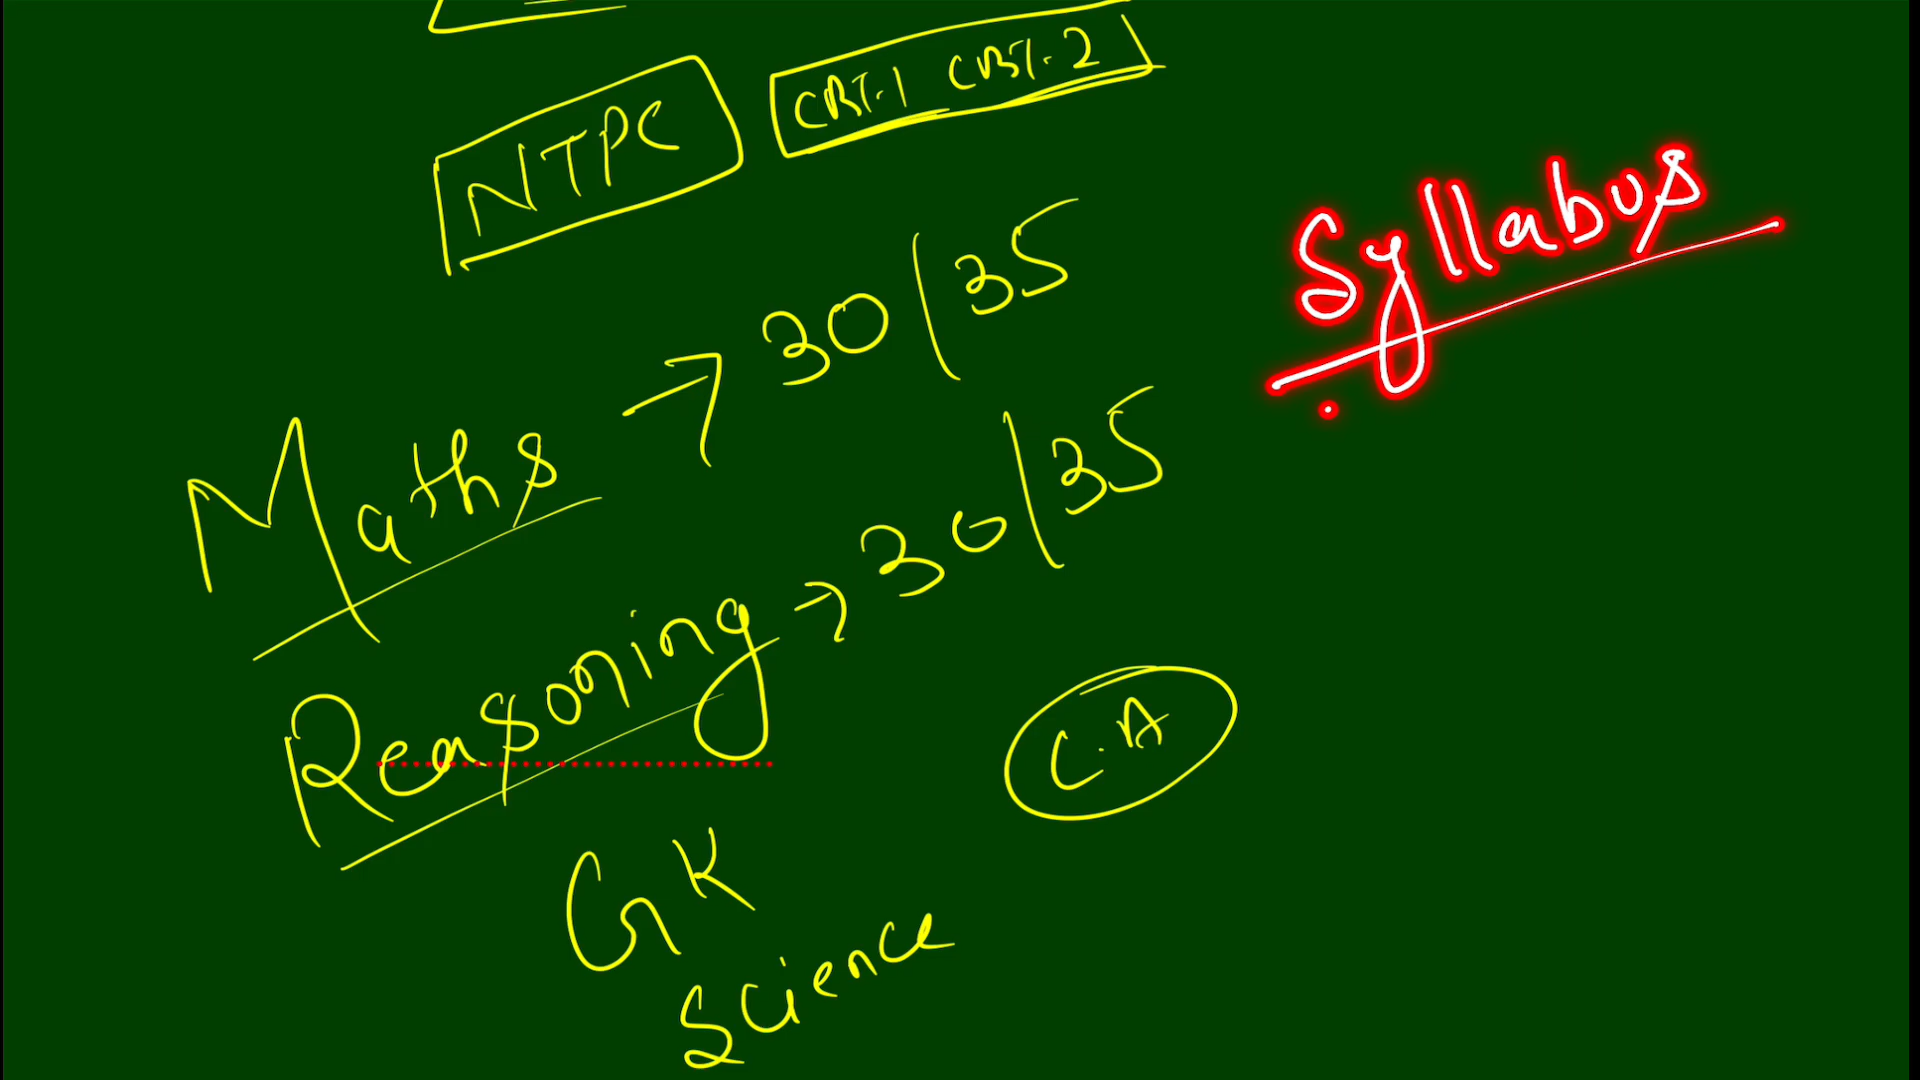 NTPC CBT-1 CBT-2
Syllabus
Maths → 30/35
Reasoning → 30/35
C.A
GK
Science